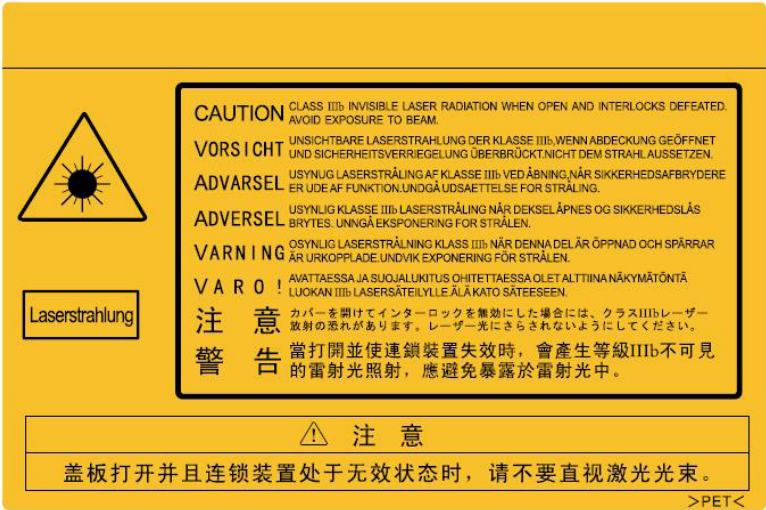 CAUTION CLASS IIIb INVISIBLE LASER RADIATION WHEN OPEN AND INTERLOCKS DEFEATED.
AVOID EXPOSURE TO BEAM.
VORSICHT UNSICHTBARE LASERSTRAHLUNG DER KLASSE IIIb,WENN ABDECKUNG GEÖFFNET
UND SICHERHEITSVERRIEGELUNG ÜBERBRÜCKT.NICHT DEM STRAHL AUSSETZEN.
ADVARSEL USYNUG LASERSTRÅLING AF KLASSE IIIb VED ÅBNING,NÅR SIKKERHEDSAFBRYDERE
ER UDE AF FUNKTION.UNDGÅ UDSAETTELSE FOR STRÅLING.
ADVERSEL USYNLIG KLASSE IIIb LASERSTRÅLING NÅR DEKSEL ÅPNES OG SIKKERHEDSLÅS
BRYTES. UNNGÅ EKSPONERING FOR STRÅLEN.
VARNING OSYNLIG LASERSTRÅLNING KLASS IIIb NÄR DENNA DEL ÄR ÖPPNAD OCH SPÄRRAR
ÄR URKOPPLADE.UNDVIK EXPONERING FÖR STRÅLEN.
VARO! AVATTAESSA JA SUOJALUKITUS OHITETTAESSA OLET ALTTIINA NÄKYMÄTÖNTÄ
LUOKAN IIIb LASERSÄTEILYLLE.ÄLÄ KATO SÄTEESEEN.
注 意 カバーを開けてインターロックを無効にした場合には、クラスIIIbレーザー
放射の恐れがあります。レーザー光にさらされないようにしてください。
警 告 當打開並使連鎖裝置失效時，會產生等級IIIb不可見
的雷射光照射，應避免暴露於雷射光中。
Laserstrahlung
注 意
盖板打开并且连锁装置处于无效状态时，请不要直视激光光束。
>PET<